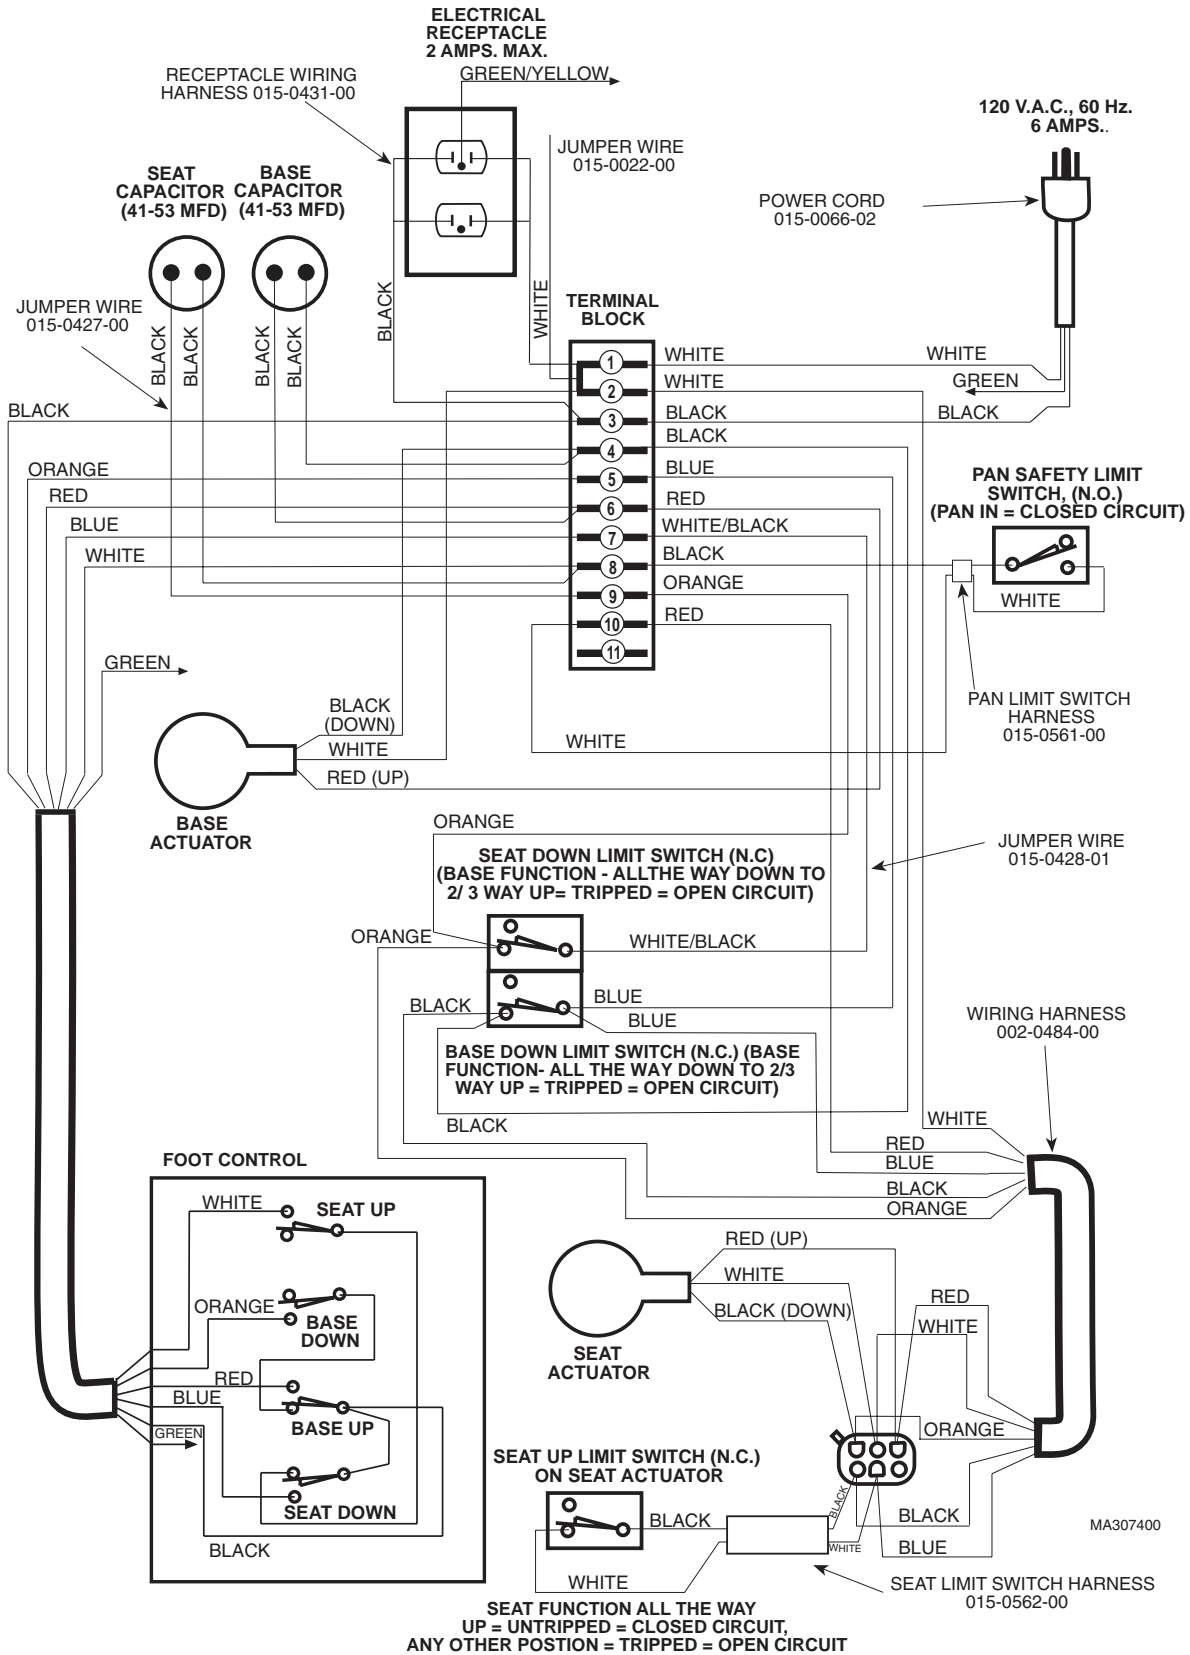 ELECTRICAL
RECEPTACLE
2 AMPS. MAX.
GREEN/YELLOW
RECEPTACLE WIRING
HARNESS 015-0431-00
JUMPER WIRE
015-0022-00
120 V.A.C., 60 Hz.
6 AMPS..
POWER CORD
015-0066-02
SEAT
CAPACITOR
(41-53 MFD)
BASE
CAPACITOR
(41-53 MFD)
JUMPER WIRE
015-0427-00
BLACK
BLACK
BLACK
BLACK
BLACK
WHITE
TERMINAL
BLOCK
1
2
3
4
5
6
7
8
9
10
11
WHITE
WHITE
BLACK
BLACK
BLUE
RED
WHITE/BLACK
BLACK
ORANGE
RED
WHITE
GREEN
BLACK
BLACK
ORANGE
RED
BLUE
WHITE
GREEN
PAN SAFETY LIMIT
SWITCH, (N.O.)
(PAN IN = CLOSED CIRCUIT)
WHITE
PAN LIMIT SWITCH
HARNESS
015-0561-00
BLACK
(DOWN)
WHITE
RED (UP)
BASE
ACTUATOR
WHITE
ORANGE
JUMPER WIRE
015-0428-01
SEAT DOWN LIMIT SWITCH (N.C)
(BASE FUNCTION - ALLTHE WAY DOWN TO
2/ 3 WAY UP= TRIPPED = OPEN CIRCUIT)
ORANGE
WHITE/BLACK
BLACK
BLUE
BLUE
BASE DOWN LIMIT SWITCH (N.C.) (BASE
FUNCTION- ALL THE WAY DOWN TO 2/3
WAY UP = TRIPPED = OPEN CIRCUIT)
BLACK
WIRING HARNESS
002-0484-00
WHITE
RED
BLUE
BLACK
ORANGE
FOOT CONTROL
WHITE
SEAT UP
ORANGE
BASE
DOWN
RED
BLUE
BASE UP
GREEN
SEAT DOWN
BLACK
RED (UP)
WHITE
BLACK (DOWN)
SEAT
ACTUATOR
RED
WHITE
ORANGE
SEAT UP LIMIT SWITCH (N.C.)
ON SEAT ACTUATOR
BLACK
BLACK
WHITE
WHITE
BLACK
BLUE
MA307400
SEAT LIMIT SWITCH HARNESS
015-0562-00
SEAT FUNCTION ALL THE WAY
UP = UNTRIPPED = CLOSED CIRCUIT,
ANY OTHER POSTION = TRIPPED = OPEN CIRCUIT